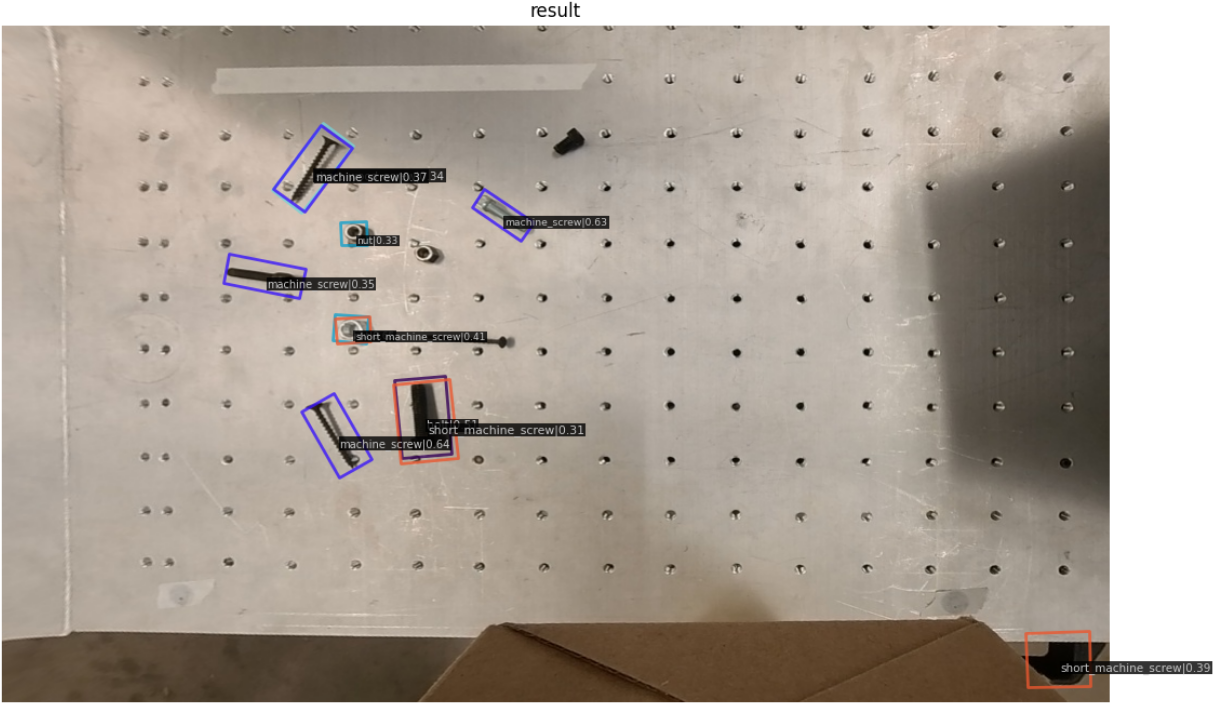 result
machine_screw|0.37 34
machine_screw|0.63
nut|0.33
machine_screw|0.35
short_machine_screw|0.41
short_machine_screw|0.31
machine_screw|0.64
short_machine_screw|0.39